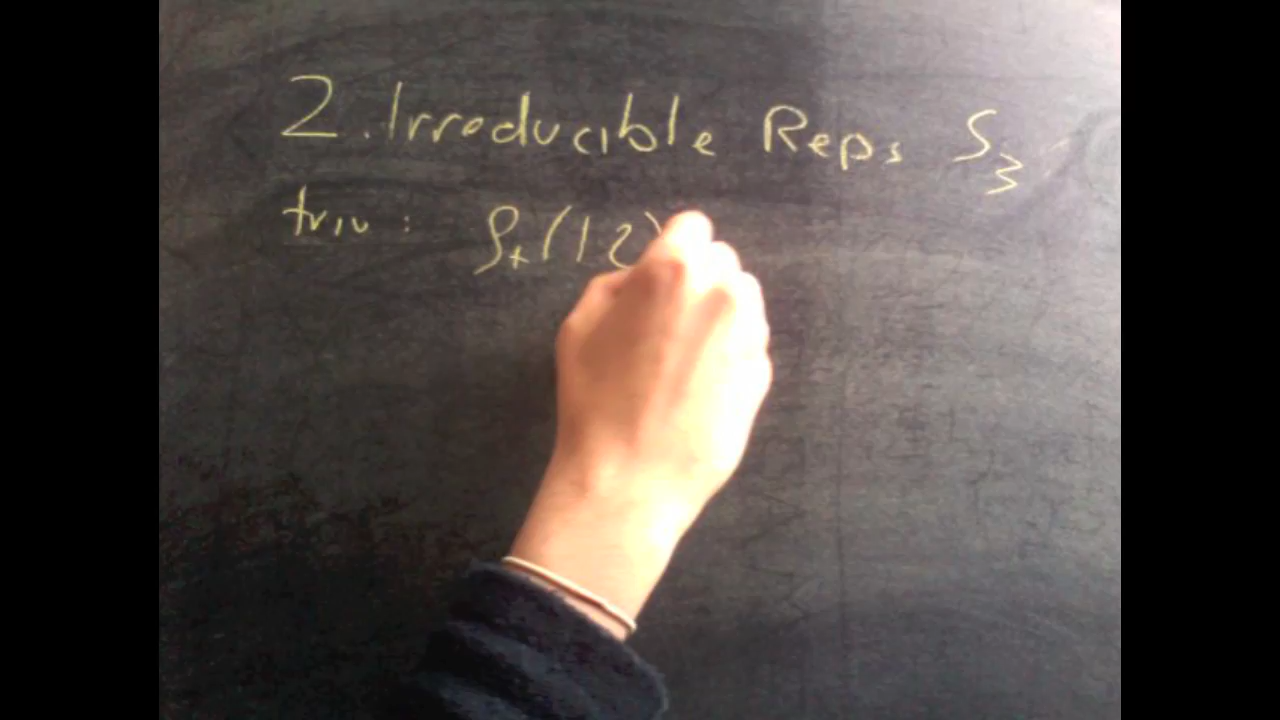 2. Irreducible Reps S₃
triv: ρₜ(12)